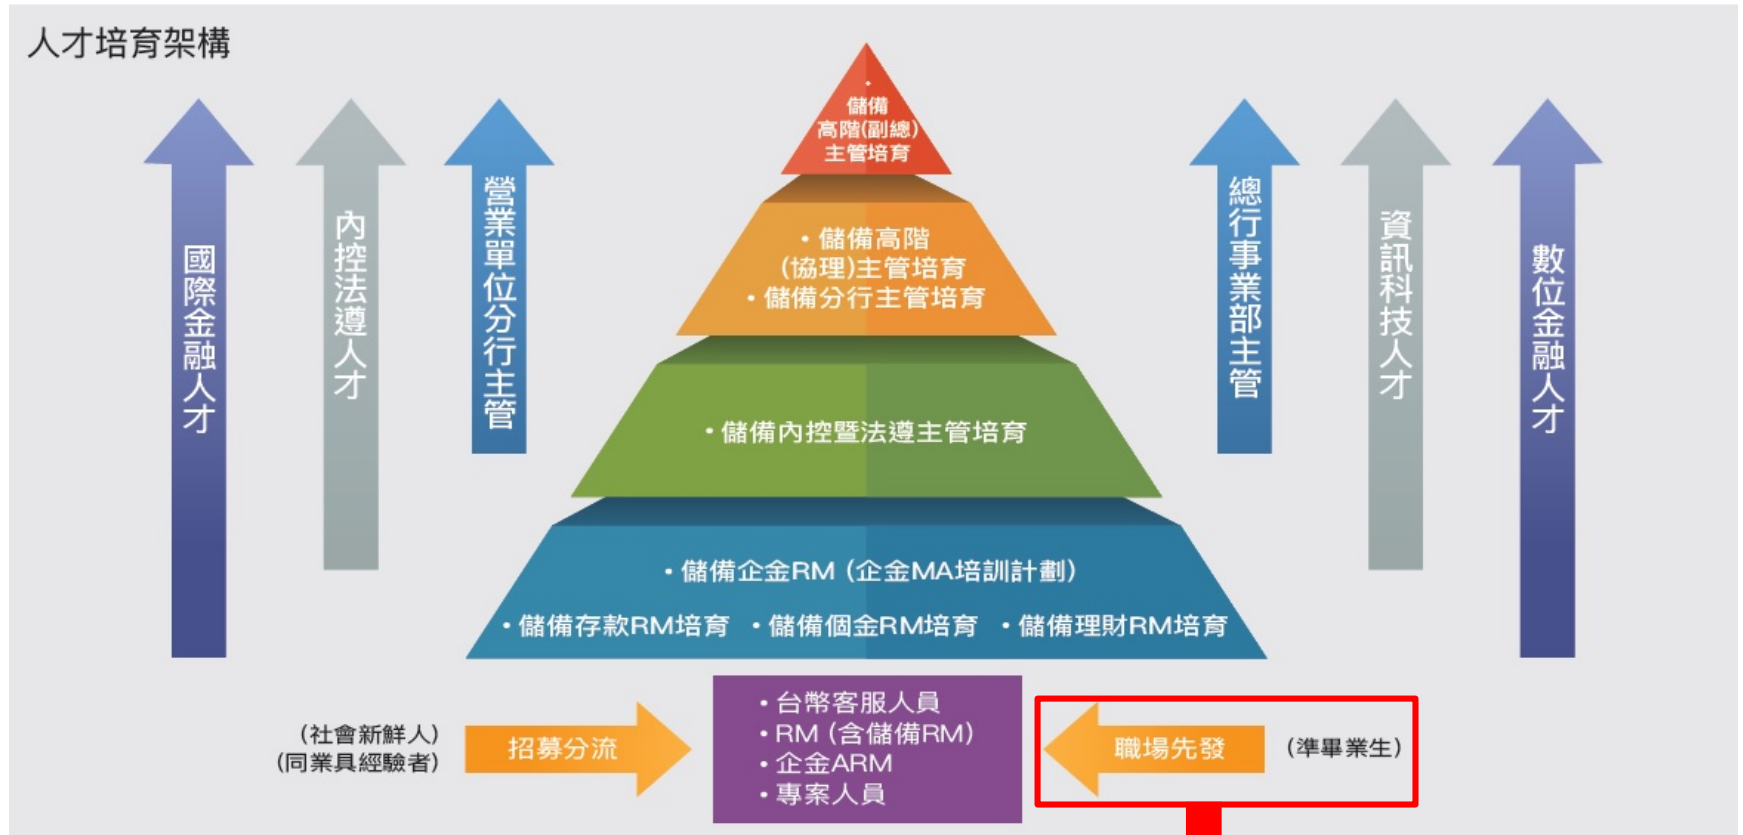 人才培育架構
儲備
高階(副總)
主管培育
• 儲備高階
(協理)主管培育
• 儲備分行主管培育
• 儲備內控暨法遵主管培育
• 儲備企金RM (企金MA培訓計劃)
• 儲備存款RM培育 • 儲備個金RM培育 • 儲備理財RM培育
國際金融人才
內控法遵人才
營業單位分行主管
總行事業部主管
資訊科技人才
數位金融人才
(社會新鮮人)
(同業具經驗者)
招募分流
• 台幣客服人員
• RM (含儲備RM)
• 企金ARM
• 專案人員
職場先發
(準畢業生)